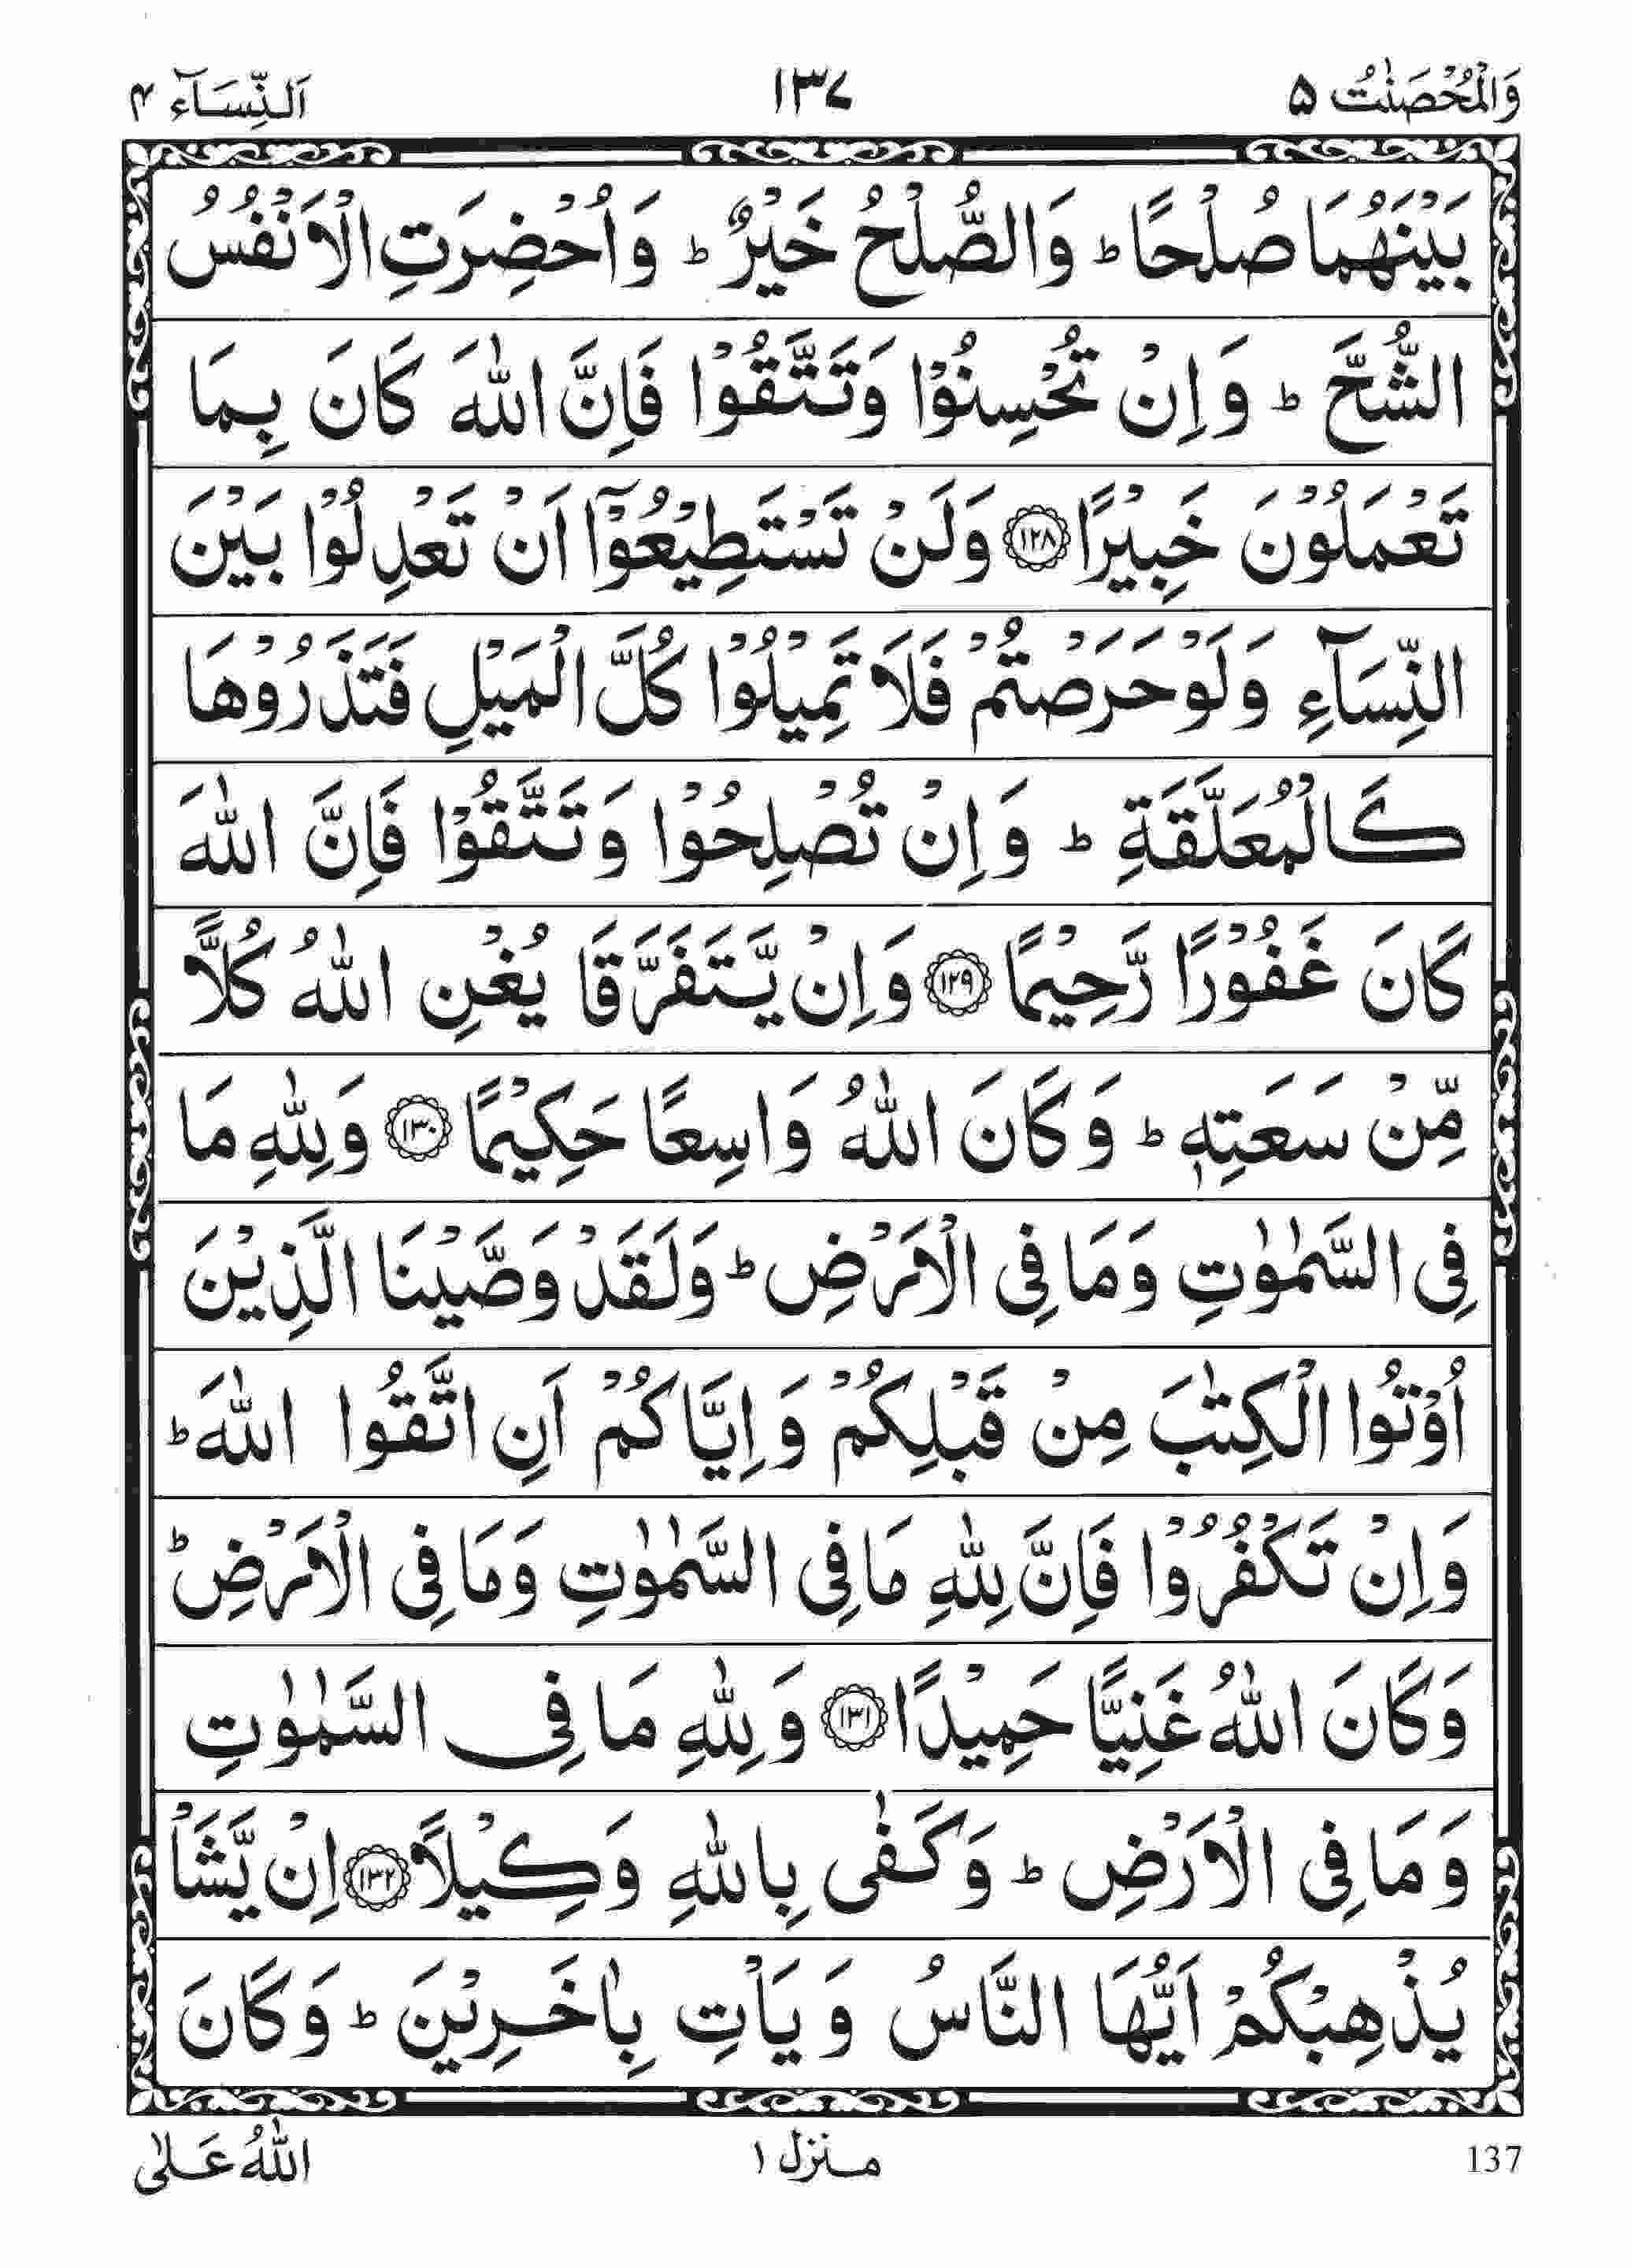 وَالْمُحْصَنٰتُ ۵
۱۳۷
اَلنِّسَآء ۴
بَيْنَهُمَا صُلْحًا ؕ وَالصُّلْحُ خَيْرٌ ؕ وَاُحْضِرَتِ الْاَنْفُسُ
الشُّحَّ ؕ وَاِنْ تُحْسِنُوْا وَتَتَّقُوْا فَاِنَّ اللّٰهَ كَانَ بِمَا
تَعْمَلُوْنَ خَبِيْرًا ۝۱۲۸ وَلَنْ تَسْتَطِيْعُوْۤا اَنْ تَعْدِلُوْا بَيْنَ
النِّسَآءِ وَلَوْ حَرَصْتُمْ فَلَا تَمِيْلُوْا كُلَّ الْمَيْلِ فَتَذَرُوْهَا
كَالْمُعَلَّقَةِ ؕ وَاِنْ تُصْلِحُوْا وَتَتَّقُوْا فَاِنَّ اللّٰهَ
كَانَ غَفُوْرًا رَّحِيْمًا ۝۱۲۹ وَاِنْ يَّتَفَرَّقَا يُغْنِ اللّٰهُ كُلًّا
مِّنْ سَعَتِهٖ ؕ وَكَانَ اللّٰهُ وَاسِعًا حَكِيْمًا ۝۱۳۰ وَلِلّٰهِ مَا
فِى السَّمٰوٰتِ وَمَا فِى الْاَرْضِ ؕ وَلَقَدْ وَصَّيْنَا الَّذِيْنَ
اُوْتُوا الْكِتٰبَ مِنْ قَبْلِكُمْ وَاِيَّاكُمْ اَنِ اتَّقُوا اللّٰهَ ؕ
وَاِنْ تَكْفُرُوْا فَاِنَّ لِلّٰهِ مَا فِى السَّمٰوٰتِ وَمَا فِى الْاَرْضِ ؕ
وَكَانَ اللّٰهُ غَنِيًّا حَمِيْدًا ۝۱۳۱ وَلِلّٰهِ مَا فِى السَّمٰوٰتِ
وَمَا فِى الْاَرْضِ ؕ وَكَفٰى بِاللّٰهِ وَكِيْلًا ۝۱۳۲ اِنْ يَّشَاْ
يُذْهِبْكُمْ اَيُّهَا النَّاسُ وَيَاْتِ بِاٰخَرِيْنَ ؕ وَكَانَ
137
منزل ۱
اللّٰهُ عَلٰى